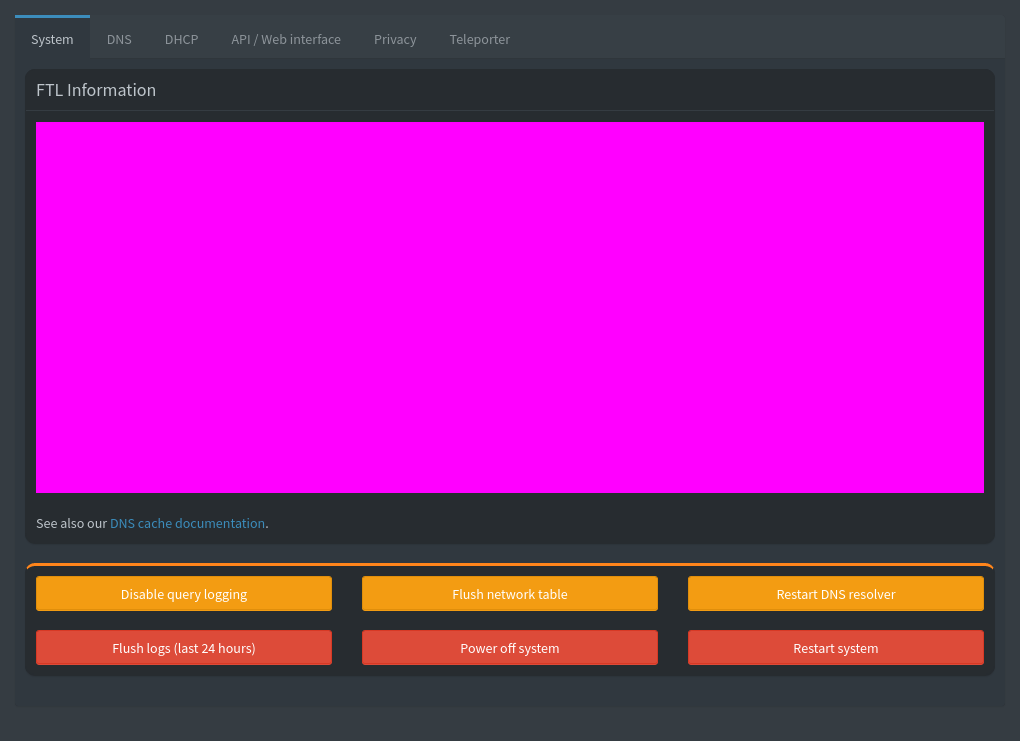 System DNS DHCP API / Web interface Privacy Teleporter
FTL Information
See also our DNS cache documentation.
Disable query logging Flush network table Restart DNS resolver
Flush logs (last 24 hours) Power off system Restart system